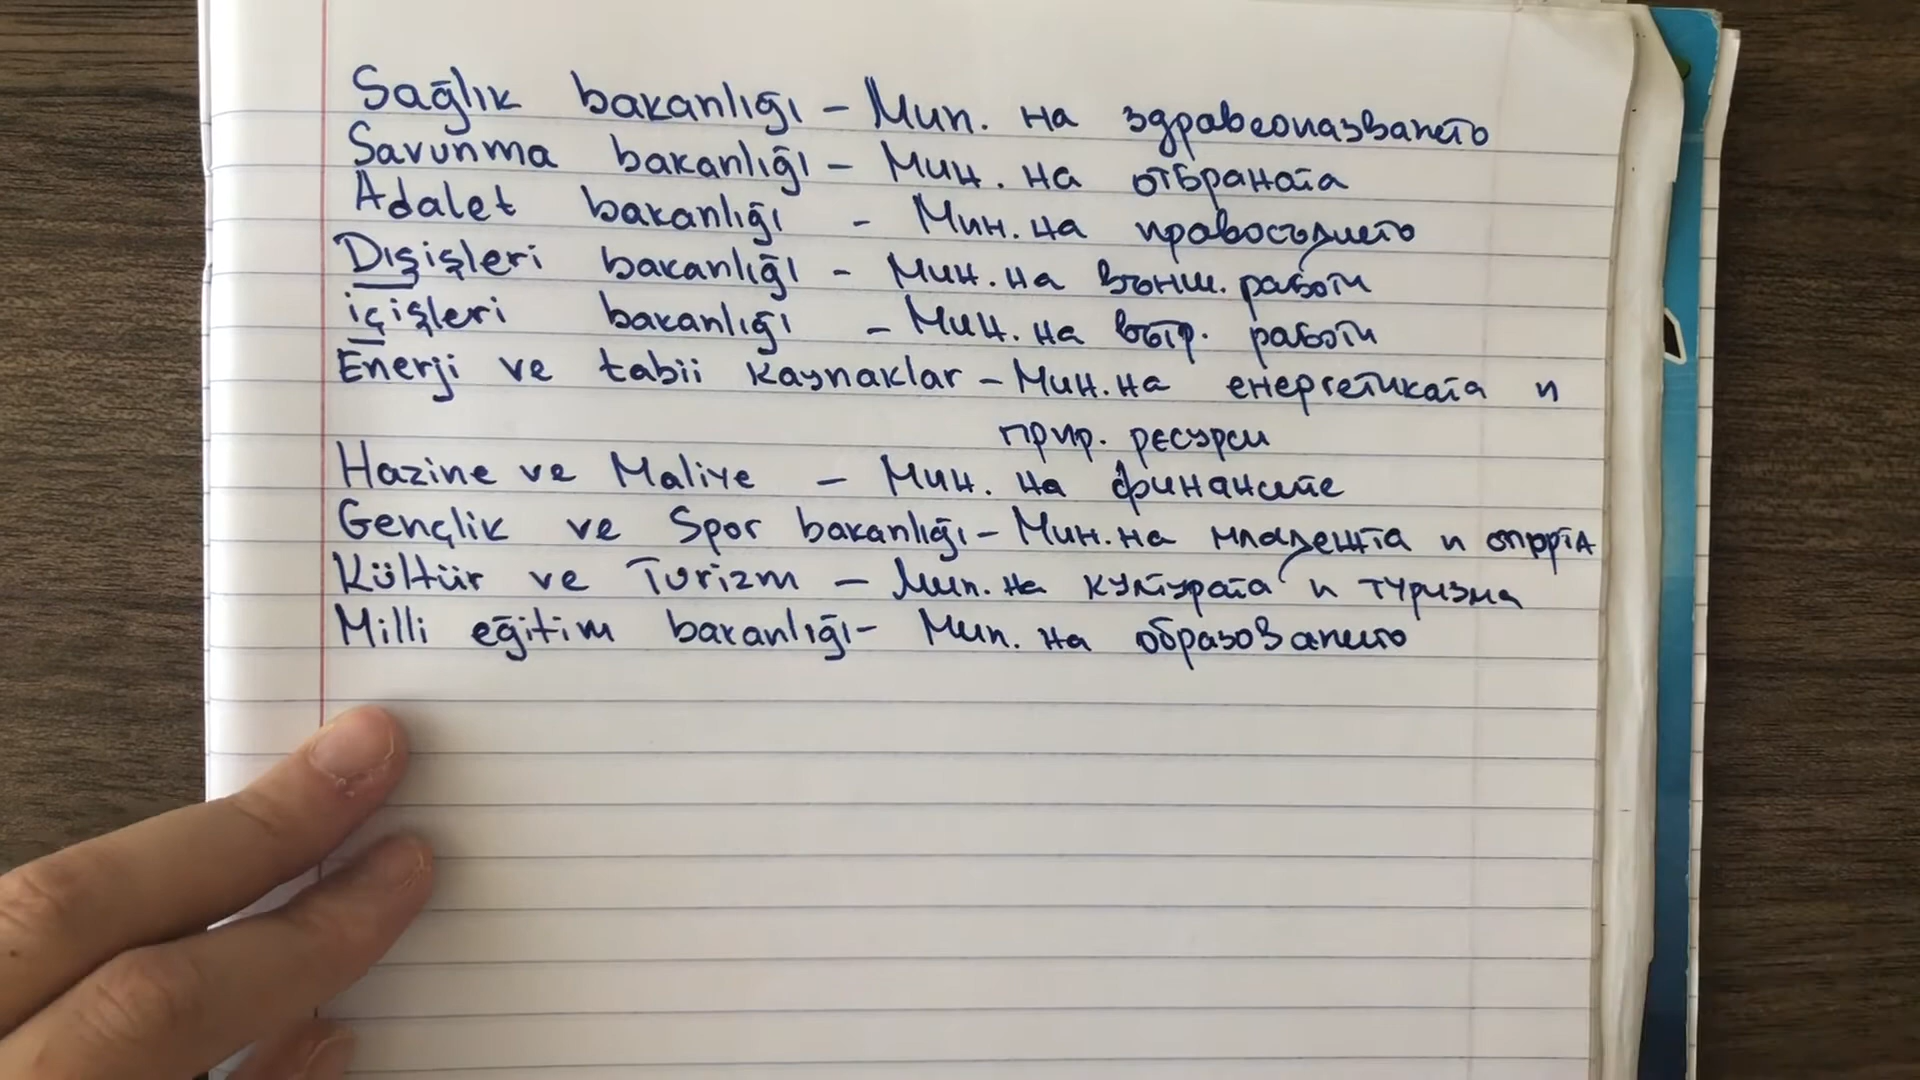 Sağlık bakanlığı – Мин. на здравеопазването
Savunma bakanlığı – Мин. на отбраната
Adalet bakanlığı - Мин. на правосъдието
Dışişleri bakanlığı - Мин. на външ. работи
içişleri bakanlığı - Мин. на вътр. работи
Enerji ve tabii kaynaklar – Мин. на енергетиката и
прир. ресурси
Hazine ve Maliye – Мин. на финансите
Gençlik ve Spor bakanlığı – Мин. на младежта и спорта
Kültür ve Turizm – Мин. на културата и туризма
Milli eğitim bakanlığı – Мин. на образованието